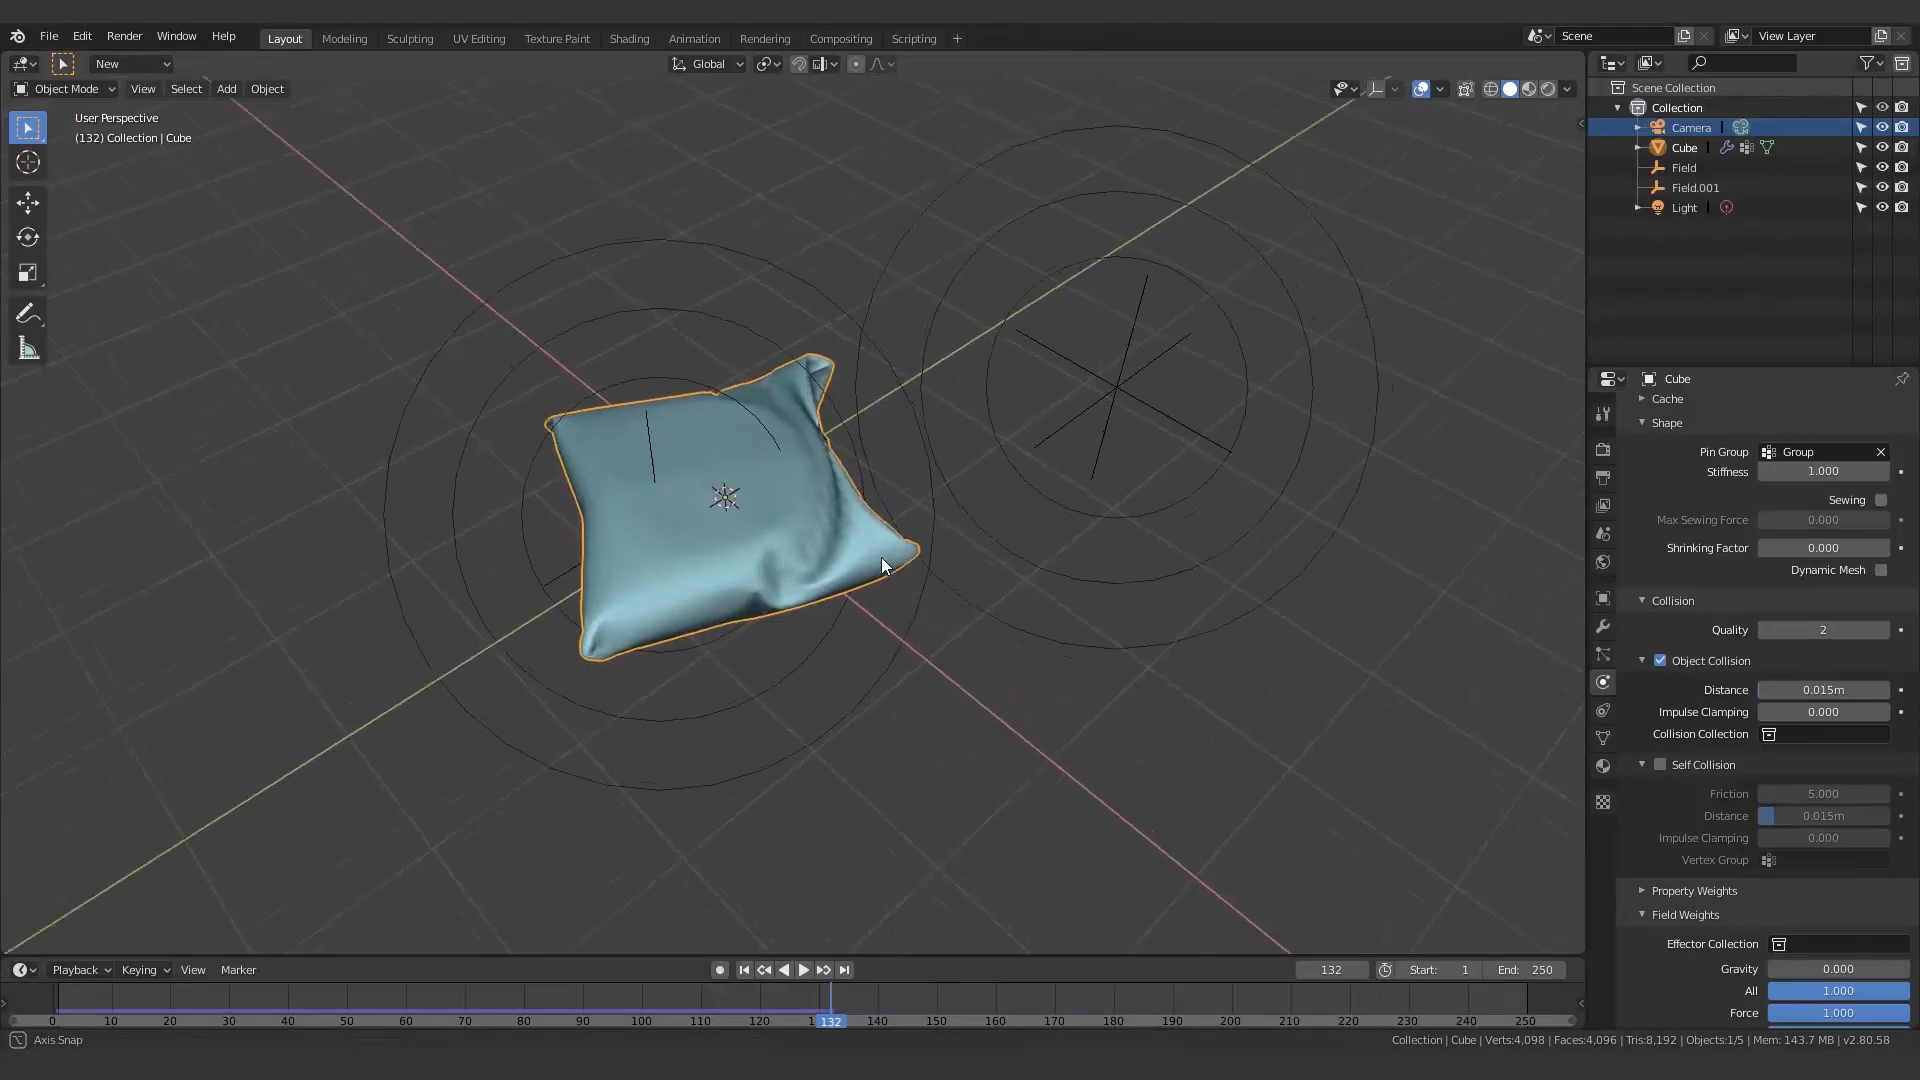 File Edit Render Window Help Layout Modeling Sculpting UV Editing Texture Paint Shading Animation Rendering Compositing Scripting + Scene View Layer
New Global
Object Mode View Select Add Object
User Perspective
(132) Collection | Cube
Scene Collection
Collection
Camera
Cube
Field
Field.001
Light
Cube
Cache
Shape
Pin Group Group
Stiffness 1.000
Sewing
Max Sewing Force 0.000
Shrinking Factor 0.000
Dynamic Mesh
Collision
Quality 2
Object Collision
Distance 0.015m
Impulse Clamping 0.000
Collision Collection
Self Collision
Friction 5.000
Distance 0.015m
Impulse Clamping 0.000
Vertex Group
Property Weights
Field Weights
Effector Collection
Gravity 0.000
All 1.000
Force 1.000
Playback Keying View Marker 132 Start: 1 End: 250
0 10 20 30 40 50 60 70 80 90 100 110 120 132 140 150 160 170 180 190 200 210 220 230 240 250
Axis Snap Collection | Cube | Verts:4,098 | Faces:4,096 | Tris:8,192 | Objects:1/5 | Mem: 143.7 MB | v2.80.58